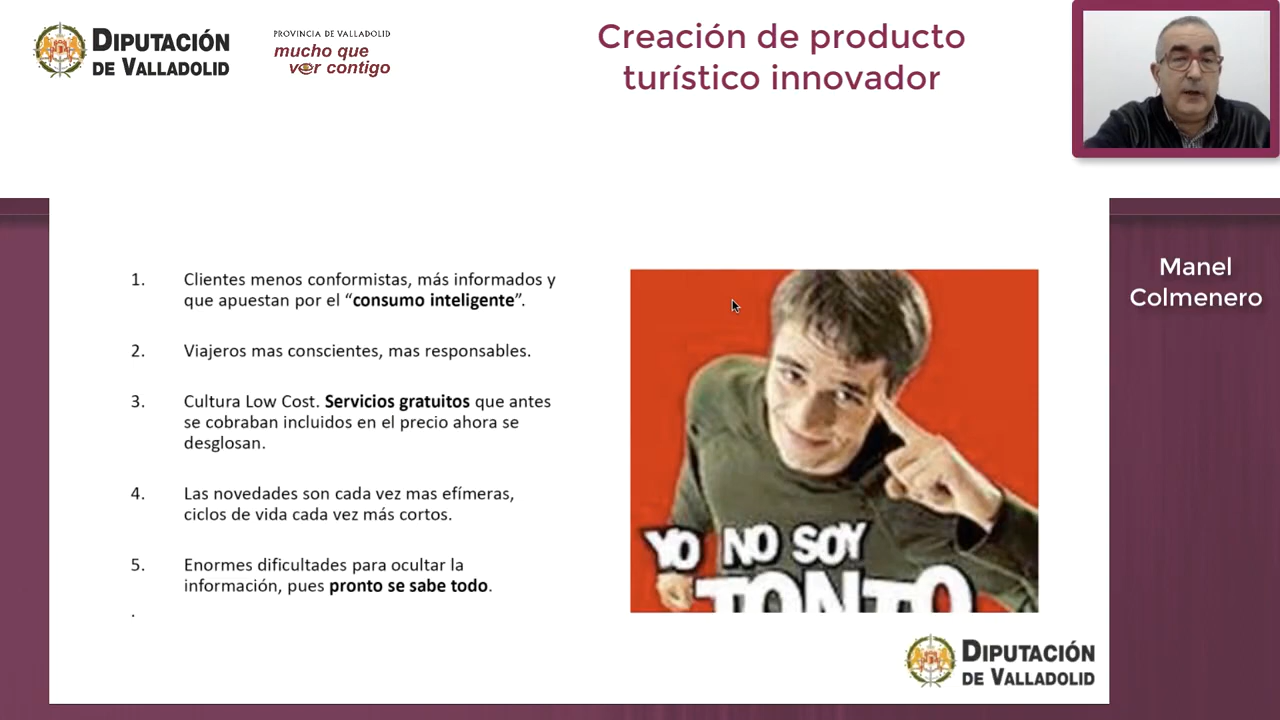 DIPUTACIÓN
DE VALLADOLID
PROVINCIA DE VALLADOLID
mucho que
ver contigo
Creación de producto
turístico innovador
Manel
Colmenero
1. Clientes menos conformistas, más informados y
que apuestan por el “consumo inteligente”.
2. Viajeros mas conscientes, mas responsables.
3. Cultura Low Cost. Servicios gratuitos que antes
se cobraban incluidos en el precio ahora se
desglosan.
4. Las novedades son cada vez mas efímeras,
ciclos de vida cada vez más cortos.
5. Enormes dificultades para ocultar la
información, pues pronto se sabe todo.
.
YO NO SOY
TONTO
DIPUTACIÓN
DE VALLADOLID